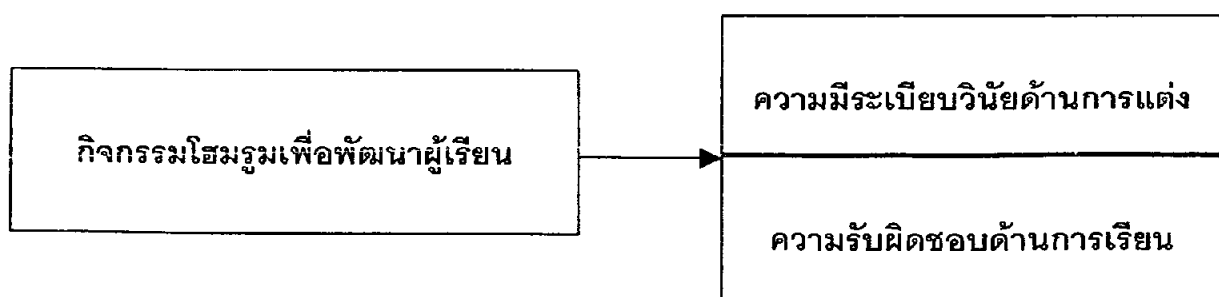 กิจกรรมโฮมรูมเพื่อพัฒนาผู้เรียน
ความมีระเบียบวินัยด้านการแต่ง
ความรับผิดชอบด้านการเรียน